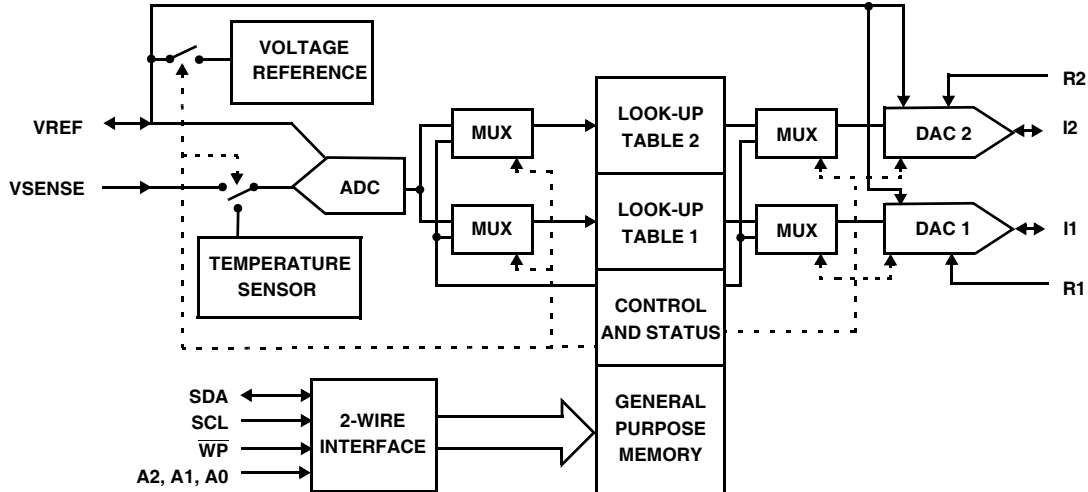 VOLTAGE
REFERENCE
VREF
VSENSE
ADC
TEMPERATURE
SENSOR
MUX
MUX
LOOK-UP
TABLE 2
LOOK-UP
TABLE 1
CONTROL
AND STATUS
GENERAL
PURPOSE
MEMORY
MUX
MUX
DAC 2
DAC 1
R2
I2
I1
R1
SDA
SCL
W̅P̅
A2, A1, A0
2-WIRE
INTERFACE